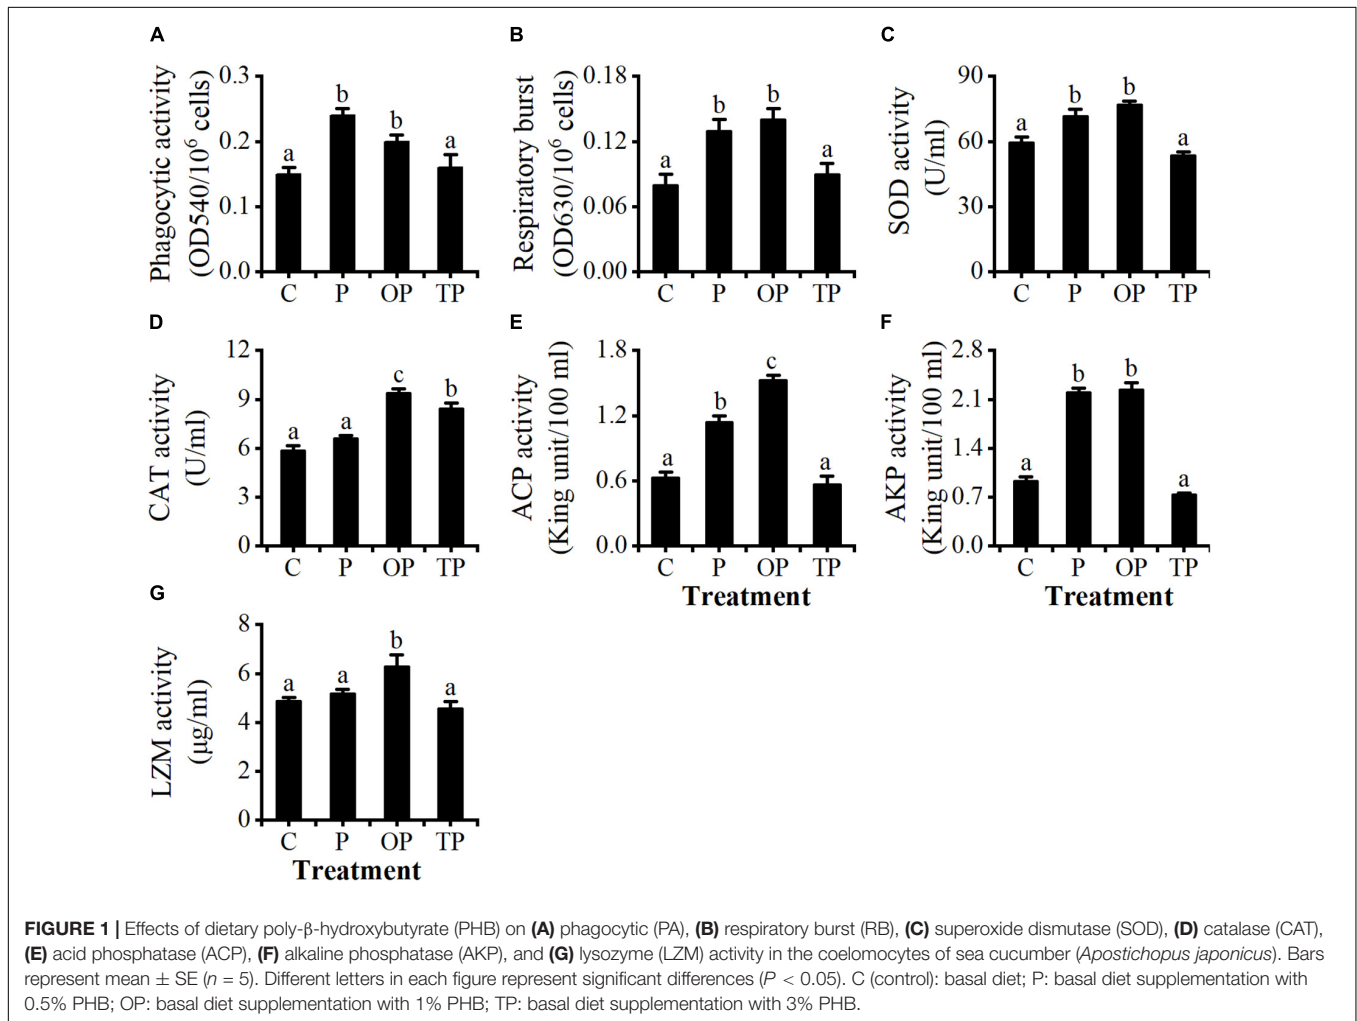 A
Phagocytic activity
(OD540/10⁶ cells)
0.3
0.2
0.1
0.0
a
b
b
a
C P OP TP
B
Respiratory burst
(OD630/10⁶ cells)
0.18
0.12
0.06
0.00
a
b
b
a
C P OP TP
C
SOD activity
(U/ml)
90
60
30
0
a
b
b
a
C P OP TP
D
CAT activity
(U/ml)
12
9
6
3
0
a
a
c
b
C P OP TP
E
ACP activity
(King unit/100 ml)
1.8
1.2
0.6
0.0
a
b
c
a
C P OP TP
Treatment
F
AKP activity
(King unit/100 ml)
2.8
2.1
1.4
0.7
0.0
a
b
b
a
C P OP TP
Treatment
G
LZM activity
(μg/ml)
8
6
4
2
0
a
a
b
a
C P OP TP
Treatment
FIGURE 1 | Effects of dietary poly-β-hydroxybutyrate (PHB) on (A) phagocytic (PA), (B) respiratory burst (RB), (C) superoxide dismutase (SOD), (D) catalase (CAT),
(E) acid phosphatase (ACP), (F) alkaline phosphatase (AKP), and (G) lysozyme (LZM) activity in the coelomocytes of sea cucumber (Apostichopus japonicus). Bars
represent mean ± SE (n = 5). Different letters in each figure represent significant differences (P < 0.05). C (control): basal diet; P: basal diet supplementation with
0.5% PHB; OP: basal diet supplementation with 1% PHB; TP: basal diet supplementation with 3% PHB.